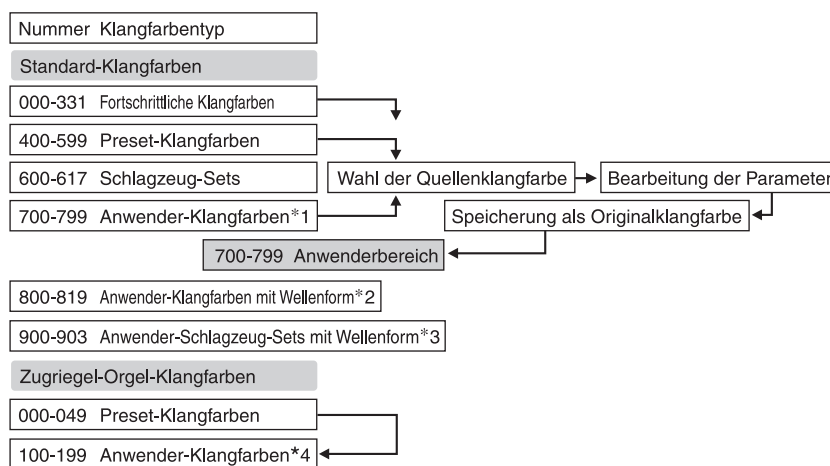 Nummer Klangfarbentyp
Standard-Klangfarben
000-331 Fortschrittliche Klangfarben
400-599 Preset-Klangfarben
600-617 Schlagzeug-Sets
Wahl der Quellenklangfarbe
Bearbeitung der Parameter
700-799 Anwender-Klangfarben*1
Speicherung als Originalklangfarbe
700-799 Anwenderbereich
800-819 Anwender-Klangfarben mit Wellenform*2
900-903 Anwender-Schlagzeug-Sets mit Wellenform*3
Zugriegel-Orgel-Klangfarben
000-049 Preset-Klangfarben
100-199 Anwender-Klangfarben*4